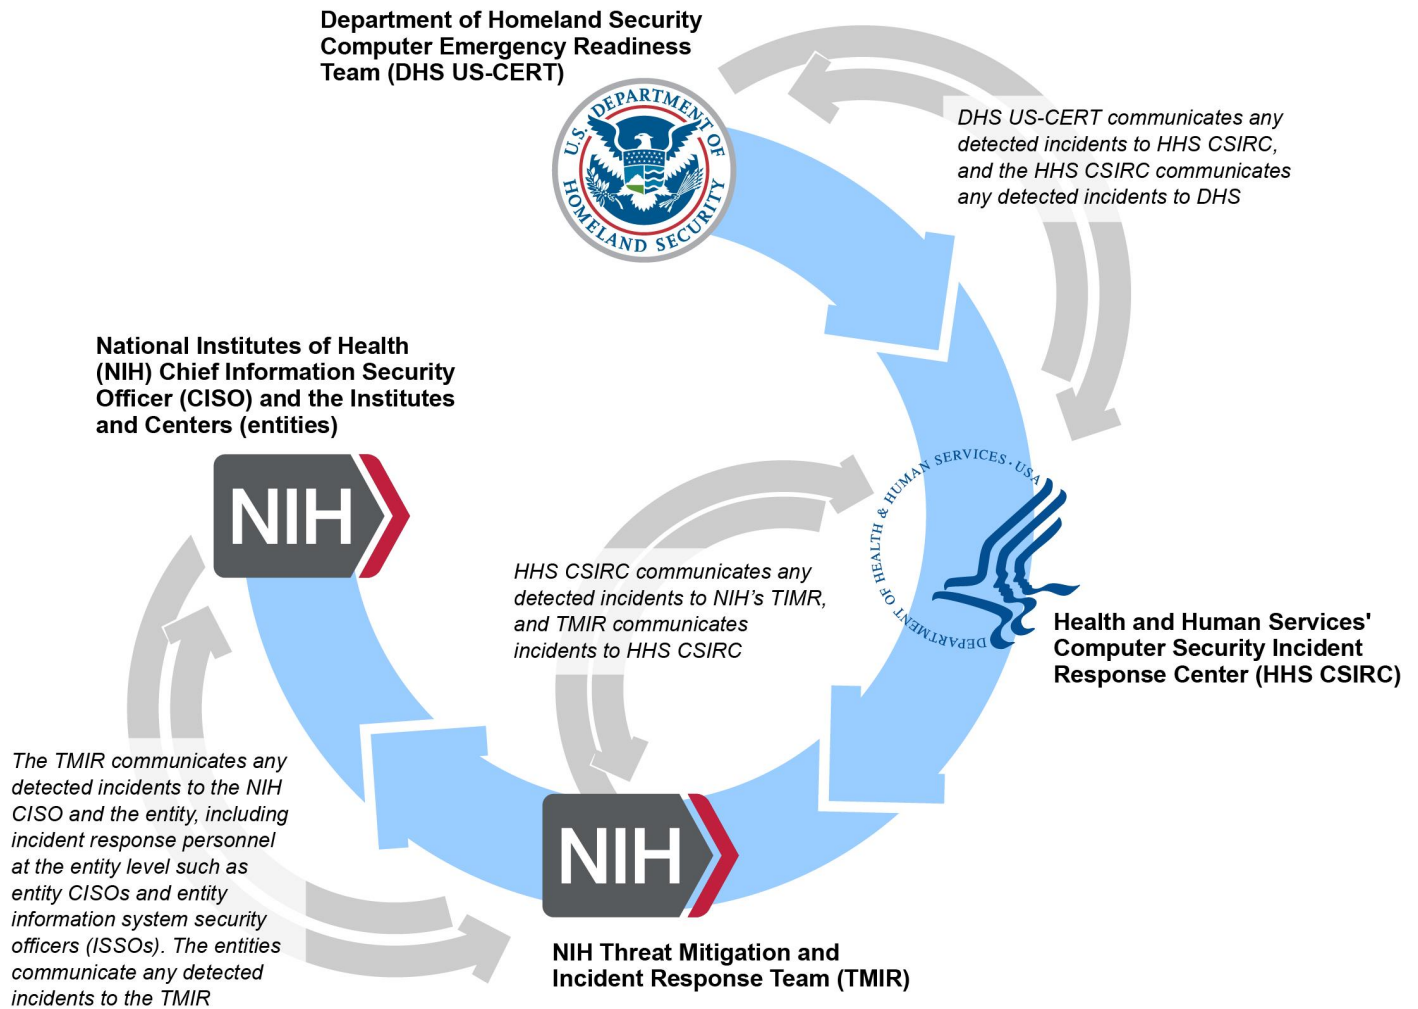 Department of Homeland Security
Computer Emergency Readiness
Team (DHS US-CERT)
U.S. DEPARTMENT OF
HOMELAND SECURITY
DHS US-CERT communicates any
detected incidents to HHS CSIRC,
and the HHS CSIRC communicates
any detected incidents to DHS
National Institutes of Health
(NIH) Chief Information Security
Officer (CISO) and the Institutes
and Centers (entities)
NIH
DEPARTMENT OF HEALTH & HUMAN SERVICES · USA
HHS CSIRC communicates any
detected incidents to NIH’s TIMR,
and TMIR communicates
incidents to HHS CSIRC
Health and Human Services'
Computer Security Incident
Response Center (HHS CSIRC)
The TMIR communicates any
detected incidents to the NIH
CISO and the entity, including
incident response personnel
at the entity level such as
entity CISOs and entity
information system security
officers (ISSOs). The entities
communicate any detected
incidents to the TMIR
NIH
NIH Threat Mitigation and
Incident Response Team (TMIR)